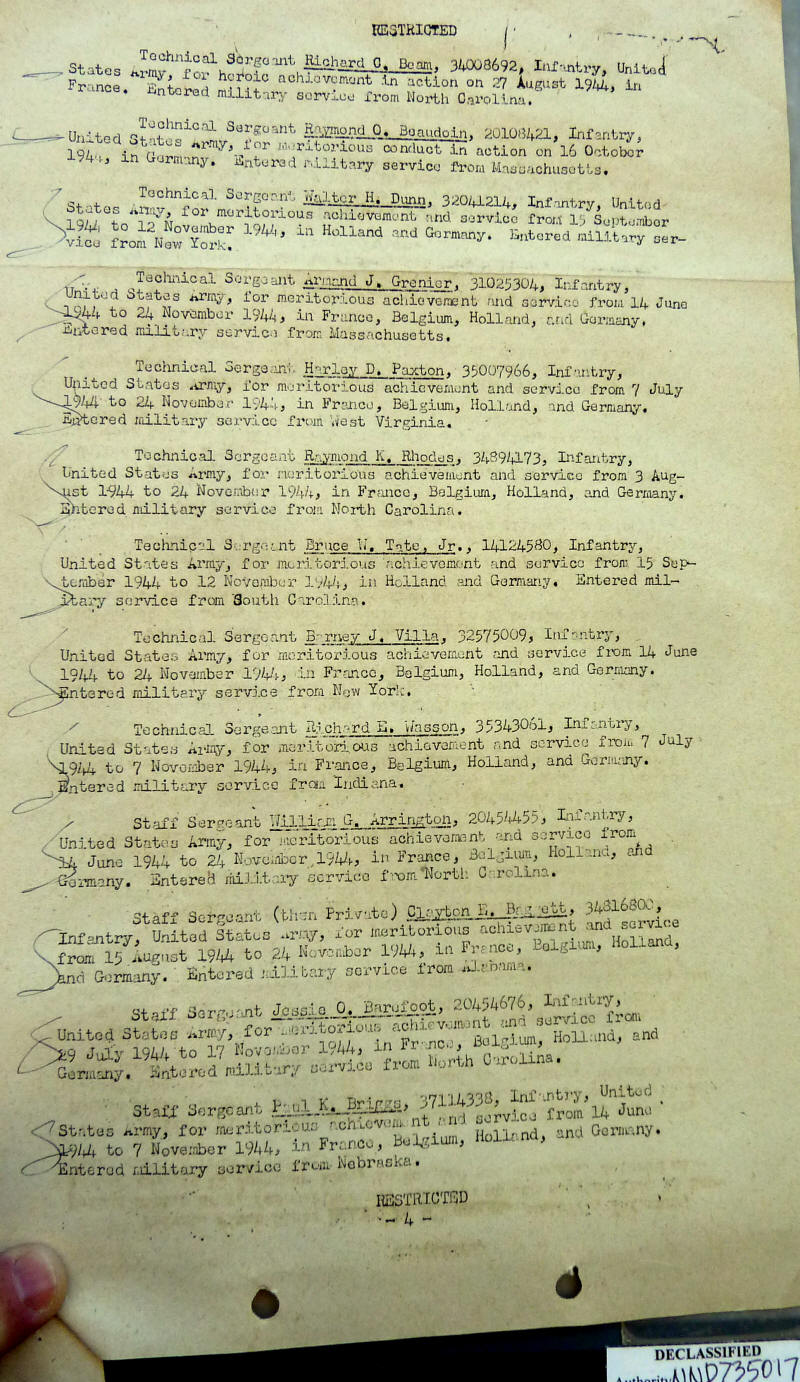 RESTRICTED
Technical Sergeant Richard C. Beam, 34008692, Infantry, United
States Army, for heroic achievement in action on 27 August 1944, in
France. Entered military service from North Carolina.
Technical Sergeant Raymond O. Beaudoin, 20108421, Infantry,
United States Army, for meritorious conduct in action on 16 October
1944, in Germany. Entered military service from Massachusetts.
Technical Sergeant Walter H. Dunn, 32041214, Infantry, United
States Army, for meritorious achievement and service from 15 September
1944 to 12 November 1944, in Holland and Germany. Entered military ser-
vice from New York.
Technical Sergeant Armand J. Grenier, 31025304, Infantry,
United States Army, for meritorious achievement and service from 14 June
1944 to 24 November 1944, in France, Belgium, Holland, and Germany.
Entered military service from Massachusetts.
Technical Sergeant Harley D. Paxton, 35007966, Infantry,
United States Army, for meritorious achievement and service from 7 July
1944 to 24 November 1944, in France, Belgium, Holland, and Germany.
Entered military service from West Virginia.
Technical Sergeant Raymond K. Rhodes, 34894173, Infantry,
United States Army, for meritorious achievement and service from 3 Aug-
ust 1944 to 24 November 1944, in France, Belgium, Holland, and Germany.
Entered military service from North Carolina.
Technical Sergeant Bruce W. Tate, Jr., 14124580, Infantry,
United States Army, for meritorious achievement and service from 15 Sep-
tember 1944 to 12 November 1944, in Holland and Germany. Entered mil-
itary service from South Carolina.
Technical Sergeant Barney J. Villa, 32575009, Infantry,
United States Army, for meritorious achievement and service from 14 June
1944 to 24 November 1944, in France, Belgium, Holland, and Germany.
Entered military service from New York.
Technical Sergeant Richard E. Wasson, 35343061, Infantry,
United States Army, for meritorious achievement and service from 7 July
1944 to 7 November 1944, in France, Belgium, Holland, and Germany.
Entered military service from Indiana.
Staff Sergeant William G. Arrington, 20454455, Infantry,
United States Army, for meritorious achievement and service from
14 June 1944 to 24 November 1944, in France, Belgium, Holland, and
Germany. Entered military service from North Carolina.
Staff Sergeant (then Private) Clayton E. 34816800,
Infantry, United States Army, for meritorious achievement and service
from 15 August 1944 to 24 November 1944, in France, Belgium, Holland,
and Germany. Entered military service from Alabama.
Staff Sergeant Jessie O. Barefoot, 20454676, Infantry,
United States Army, for meritorious achievement and service from
29 July 1944 to 17 November 1944, in France, Belgium, Holland, and
Germany. Entered military service from North Carolina.
Staff Sergeant Paul K. Briggs, 37114338, Infantry, United
States Army, for meritorious achievement and service from 14 June
1944 to 7 November 1944, in France, Belgium, Holland, and Germany.
Entered military service from Nebraska.
RESTRICTED
- 4 -
DECLASSIFIED
Authority NND735017